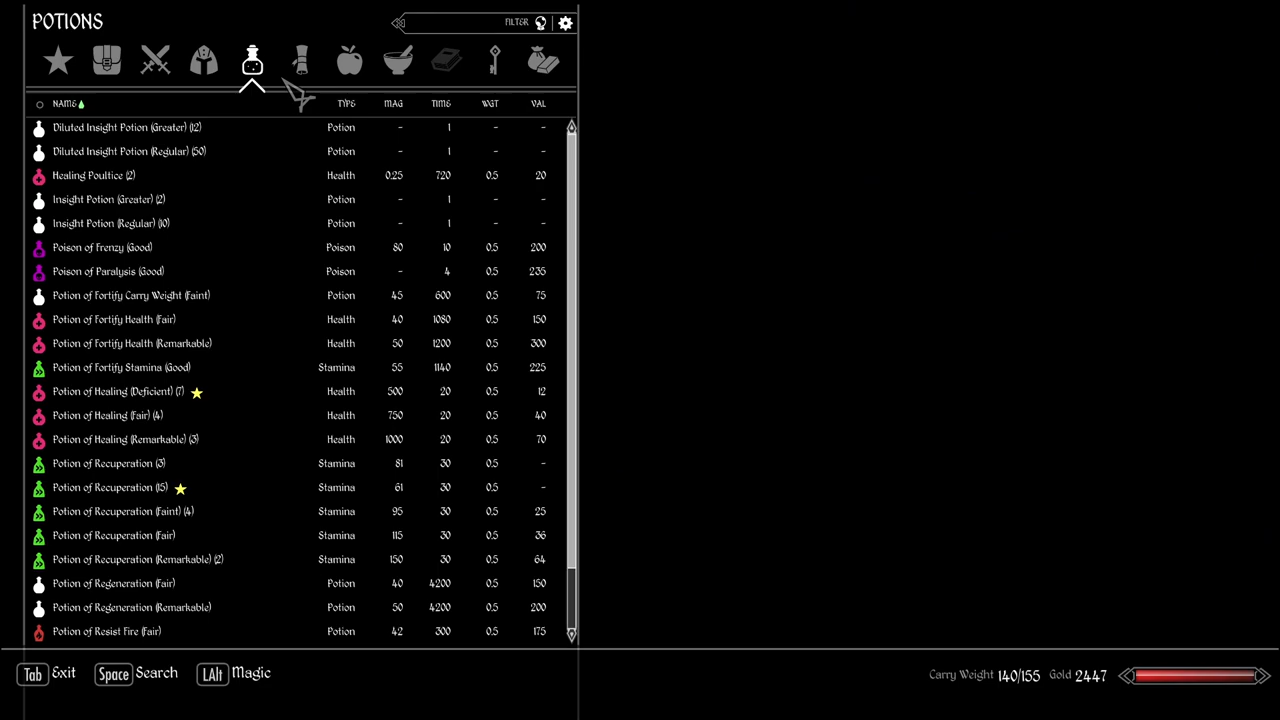 POTIONS
FILTER
NAME TYPE MAG TIME WGT VAL
Diluted Insight Potion (Greater) (12) Potion - 1 - -
Diluted Insight Potion (Regular) (50) Potion - 1 - -
Healing Poultice (2) Health 0.25 720 0.5 20
Insight Potion (Greater) (2) Potion - 1 - -
Insight Potion (Regular) (10) Potion - 1 - -
Poison of Frenzy (Good) Poison 80 10 0.5 200
Poison of Paralysis (Good) Poison - 4 0.5 235
Potion of Fortify Carry Weight (Faint) Potion 45 600 0.5 75
Potion of Fortify Health (Fair) Health 40 1080 0.5 150
Potion of Fortify Health (Remarkable) Health 50 1200 0.5 300
Potion of Fortify Stamina (Good) Stamina 55 1140 0.5 225
Potion of Healing (Deficient) (7) Health 500 20 0.5 12
Potion of Healing (Fair) (4) Health 750 20 0.5 40
Potion of Healing (Remarkable) (3) Health 1000 20 0.5 70
Potion of Recuperation (3) Stamina 81 30 0.5 -
Potion of Recuperation (15) Stamina 61 30 0.5 -
Potion of Recuperation (Faint) (4) Stamina 95 30 0.5 25
Potion of Recuperation (Fair) Stamina 115 30 0.5 36
Potion of Recuperation (Remarkable) (2) Stamina 150 30 0.5 64
Potion of Regeneration (Fair) Potion 40 4200 0.5 150
Potion of Regeneration (Remarkable) Potion 50 4200 0.5 200
Potion of Resist Fire (Fair) Potion 42 300 0.5 175
Tab Exit Space Search LAlt Magic Carry Weight 140/155 Gold 2447